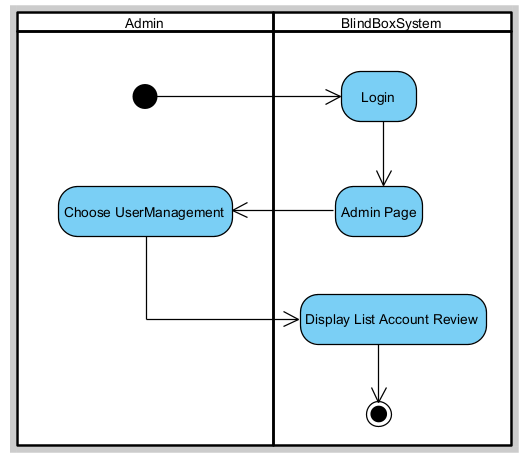 Admin
BlindBoxSystem
Login
Choose UserManagement
Admin Page
Display List Account Review